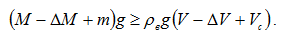 (M − ΔM + m)g ≥ ρ_в g(V − ΔV + V_c).